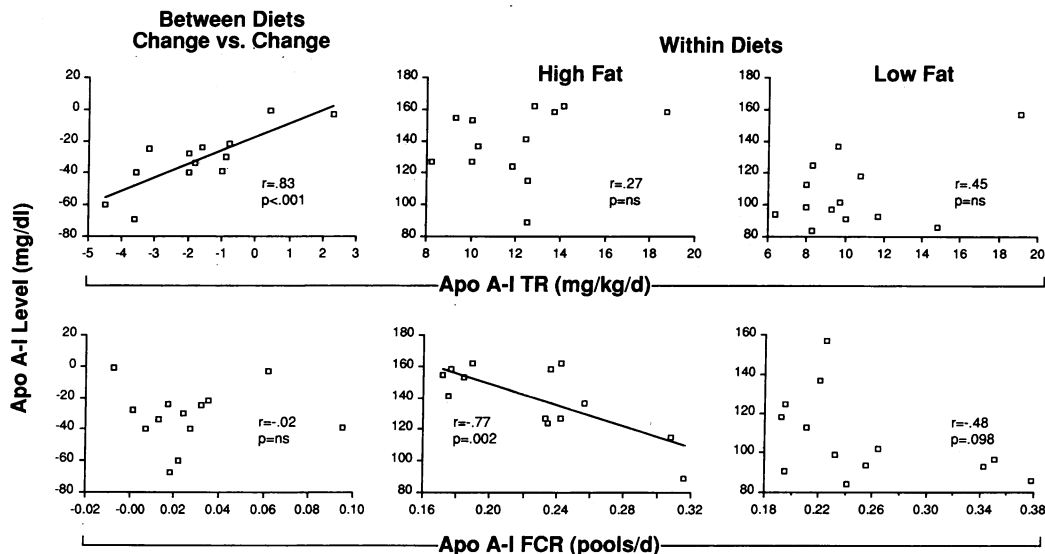 Between Diets
Change vs. Change
Within Diets
High Fat
Low Fat
Apo A-I Level (mg/dl)
20
0
-20
-40
-60
-80
-5 -4 -3 -2 -1 0 1 2 3
r=.83
p<.001
180
160
140
120
100
80
8 10 12 14 16 18 20
r=.27
p=ns
180
160
140
120
100
80
6 8 10 12 14 16 18 20
r=.45
p=ns
Apo A-I TR (mg/kg/d)
20
0
-20
-40
-60
-80
-0.02 -0.00 0.02 0.04 0.06 0.08 0.10
r=-.02
p=ns
180
160
140
120
100
80
0.16 0.20 0.24 0.28 0.32
r=-.77
p=.002
160
140
120
100
80
0.18 0.22 0.26 0.30 0.34 0.38
r=-.48
p=.098
Apo A-I FCR (pools/d)